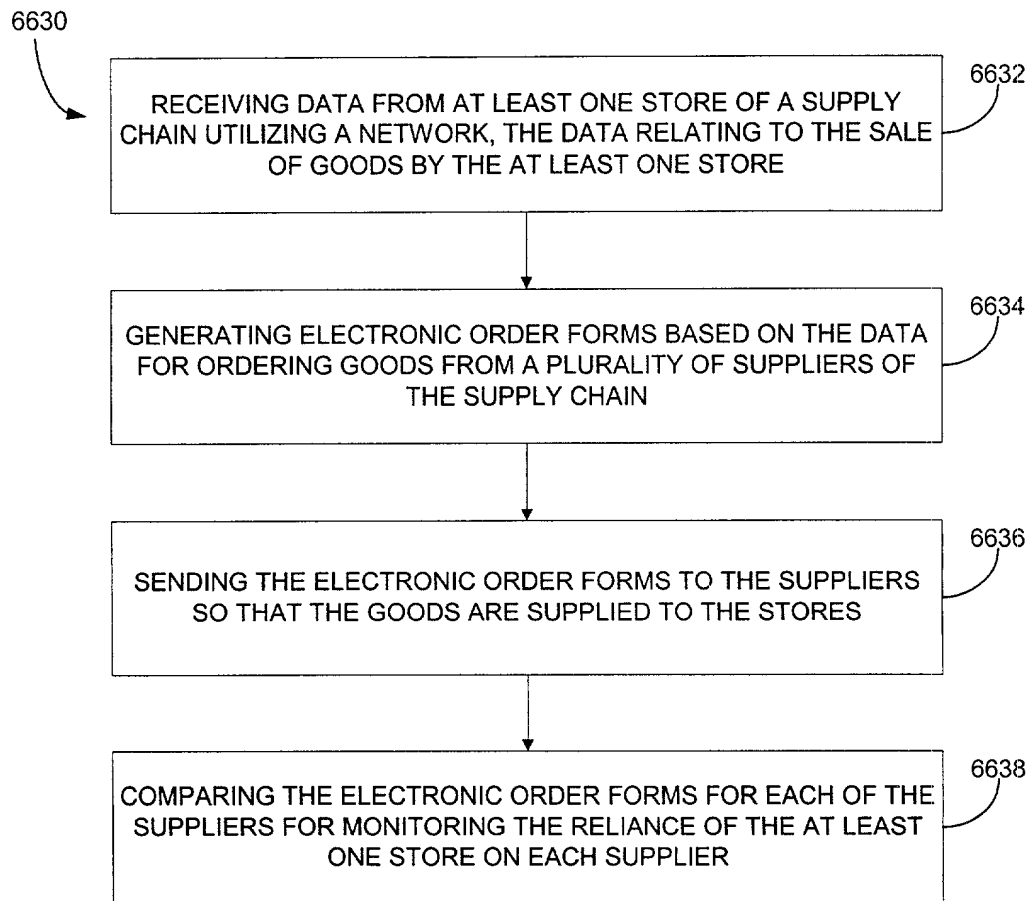 6630
6632
RECEIVING DATA FROM AT LEAST ONE STORE OF A SUPPLY
CHAIN UTILIZING A NETWORK, THE DATA RELATING TO THE SALE
OF GOODS BY THE AT LEAST ONE STORE
6634
GENERATING ELECTRONIC ORDER FORMS BASED ON THE DATA
FOR ORDERING GOODS FROM A PLURALITY OF SUPPLIERS OF
THE SUPPLY CHAIN
6636
SENDING THE ELECTRONIC ORDER FORMS TO THE SUPPLIERS
SO THAT THE GOODS ARE SUPPLIED TO THE STORES
6638
COMPARING THE ELECTRONIC ORDER FORMS FOR EACH OF THE
SUPPLIERS FOR MONITORING THE RELIANCE OF THE AT LEAST
ONE STORE ON EACH SUPPLIER